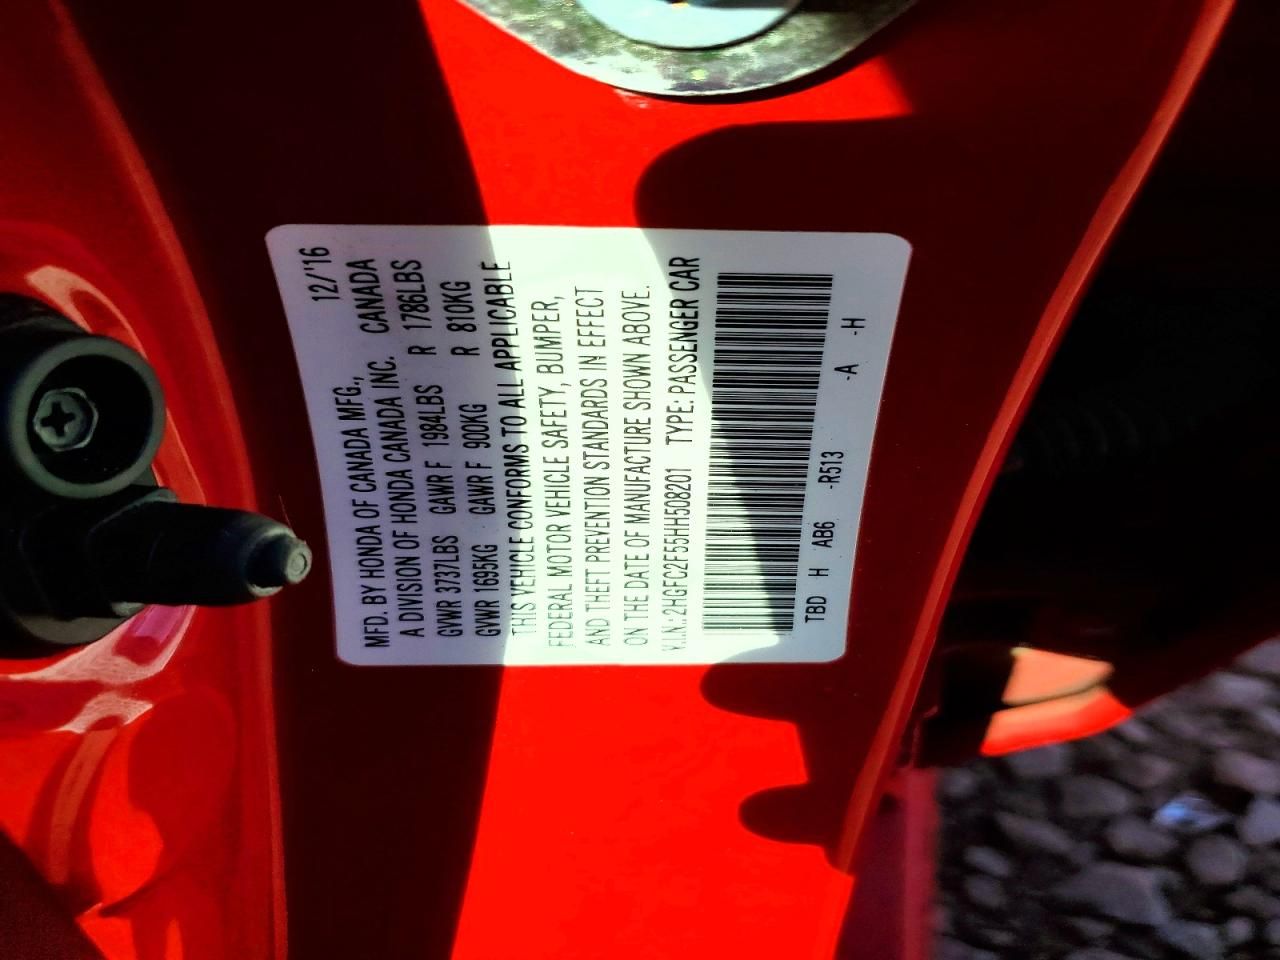 12/'16
MFD. BY HONDA OF CANADA MFG., CANADA
A DIVISION OF HONDA CANADA INC.
GVWR 3737LBS GAWR F 1984LBS R 1786LBS
GVWR 1695KG GAWR F 900KG R 810KG
THIS VEHICLE CONFORMS TO ALL APPLICABLE
FEDERAL MOTOR VEHICLE SAFETY, BUMPER,
AND THEFT PREVENTION STANDARDS IN EFFECT
ON THE DATE OF MANUFACTURE SHOWN ABOVE.
V.I.N.: 2HGFC2F55HH508201 TYPE: PASSENGER CAR
TBD H AB6 -R513 -A -H